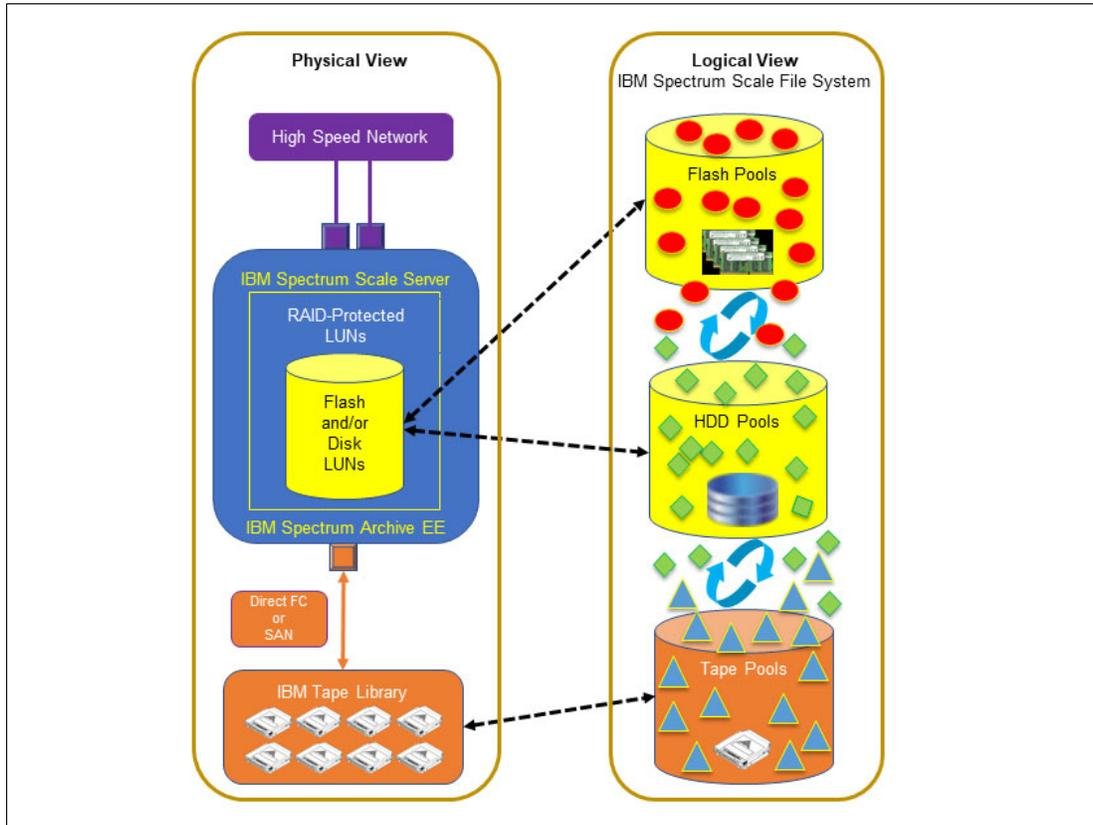 Physical View
High Speed Network
IBM Spectrum Scale Server
RAID-Protected
LUNs
Flash
and/or
Disk
LUNs
IBM Spectrum Archive EE
Direct FC
or
SAN
IBM Tape Library
Logical View
IBM Spectrum Scale File System
Flash Pools
HDD Pools
Tape Pools